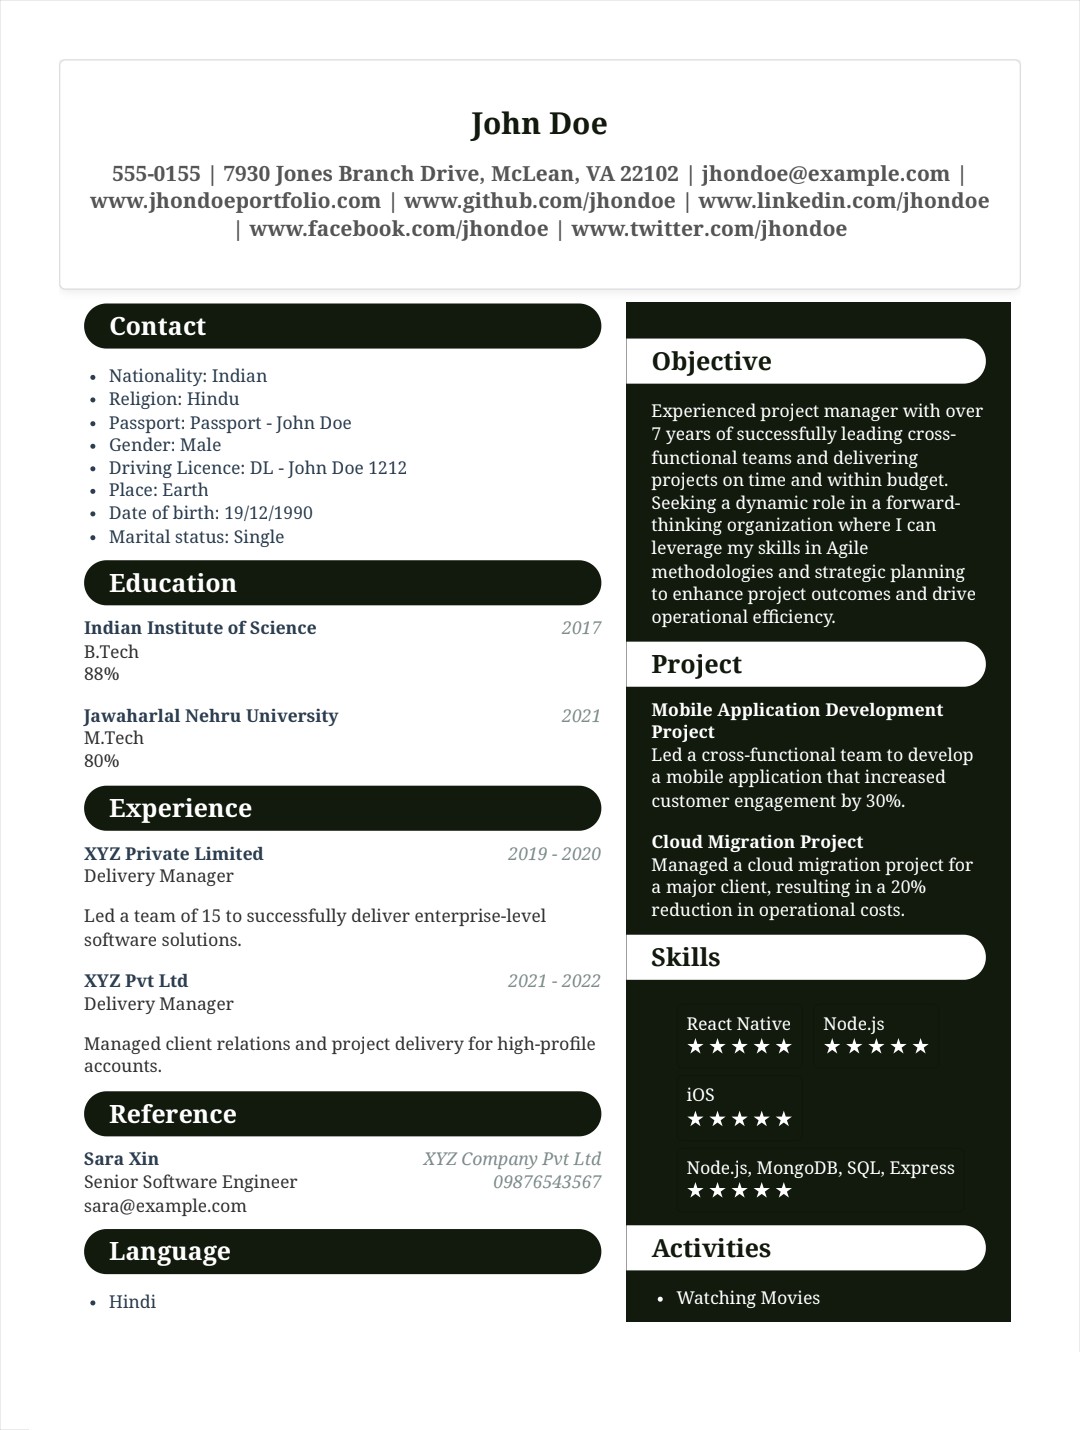 John Doe
555-0155 | 7930 Jones Branch Drive, McLean, VA 22102 | jhondoe@example.com |
www.jhondoeportfolio.com | www.github.com/jhondoe | www.linkedin.com/jhondoe
| www.facebook.com/jhondoe | www.twitter.com/jhondoe
Contact
• Nationality: Indian
• Religion: Hindu
• Passport: Passport - John Doe
• Gender: Male
• Driving Licence: DL - John Doe 1212
• Place: Earth
• Date of birth: 19/12/1990
• Marital status: Single
Education
Indian Institute of Science 2017
B.Tech
88%
Jawaharlal Nehru University 2021
M.Tech
80%
Experience
XYZ Private Limited 2019 - 2020
Delivery Manager
Led a team of 15 to successfully deliver enterprise-level
software solutions.
XYZ Pvt Ltd 2021 - 2022
Delivery Manager
Managed client relations and project delivery for high-profile
accounts.
Reference
Sara Xin XYZ Company Pvt Ltd
Senior Software Engineer 09876543567
sara@example.com
Language
• Hindi
Objective
Experienced project manager with over
7 years of successfully leading cross-
functional teams and delivering
projects on time and within budget.
Seeking a dynamic role in a forward-
thinking organization where I can
leverage my skills in Agile
methodologies and strategic planning
to enhance project outcomes and drive
operational efficiency.
Project
Mobile Application Development
Project
Led a cross-functional team to develop
a mobile application that increased
customer engagement by 30%.
Cloud Migration Project
Managed a cloud migration project for
a major client, resulting in a 20%
reduction in operational costs.
Skills
React Native Node.js
★★★★★ ★★★★★
iOS
★★★★★
Node.js, MongoDB, SQL, Express
★★★★★
Activities
• Watching Movies